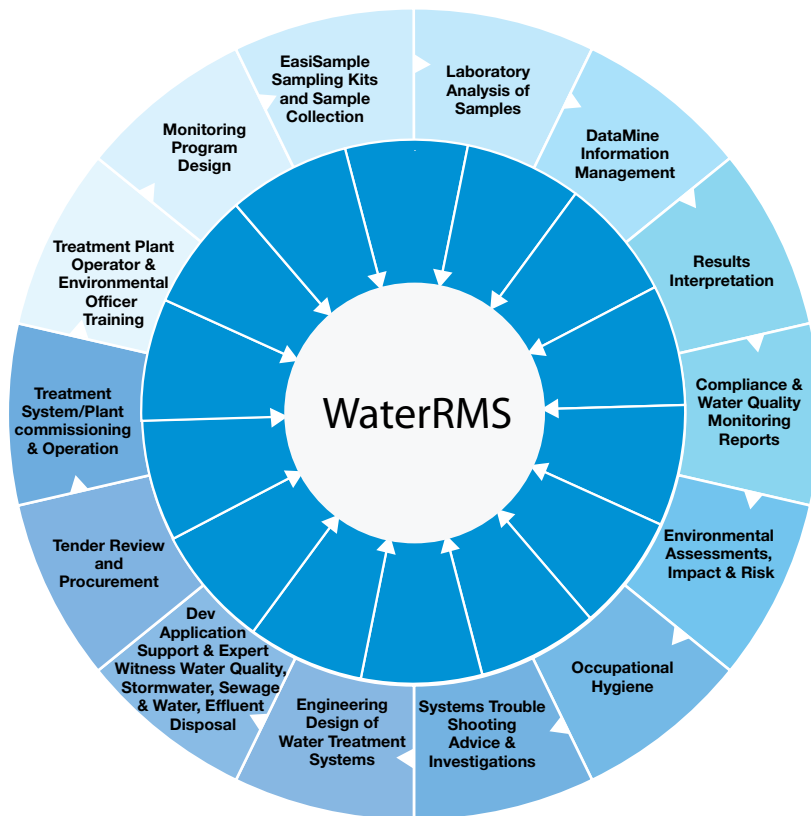 EasiSample
Sampling Kits
and Sample
Collection
Laboratory
Analysis of
Samples
DataMine
Information
Management
Results
Interpretation
Compliance &
Water Quality
Monitoring
Reports
Environmental
Assessments,
Impact & Risk
Occupational
Hygiene
Systems Trouble
Shooting
Advice &
Investigations
Engineering
Design of
Water Treatment
Systems
Dev
Application
Support & Expert
Witness Water Quality,
Stormwater, Sewage
& Water, Effluent
Disposal
Tender Review
and
Procurement
Treatment
System/Plant
commissioning
& Operation
Treatment Plant
Operator &
Environmental
Officer
Training
Monitoring
Program
Design
WaterRMS